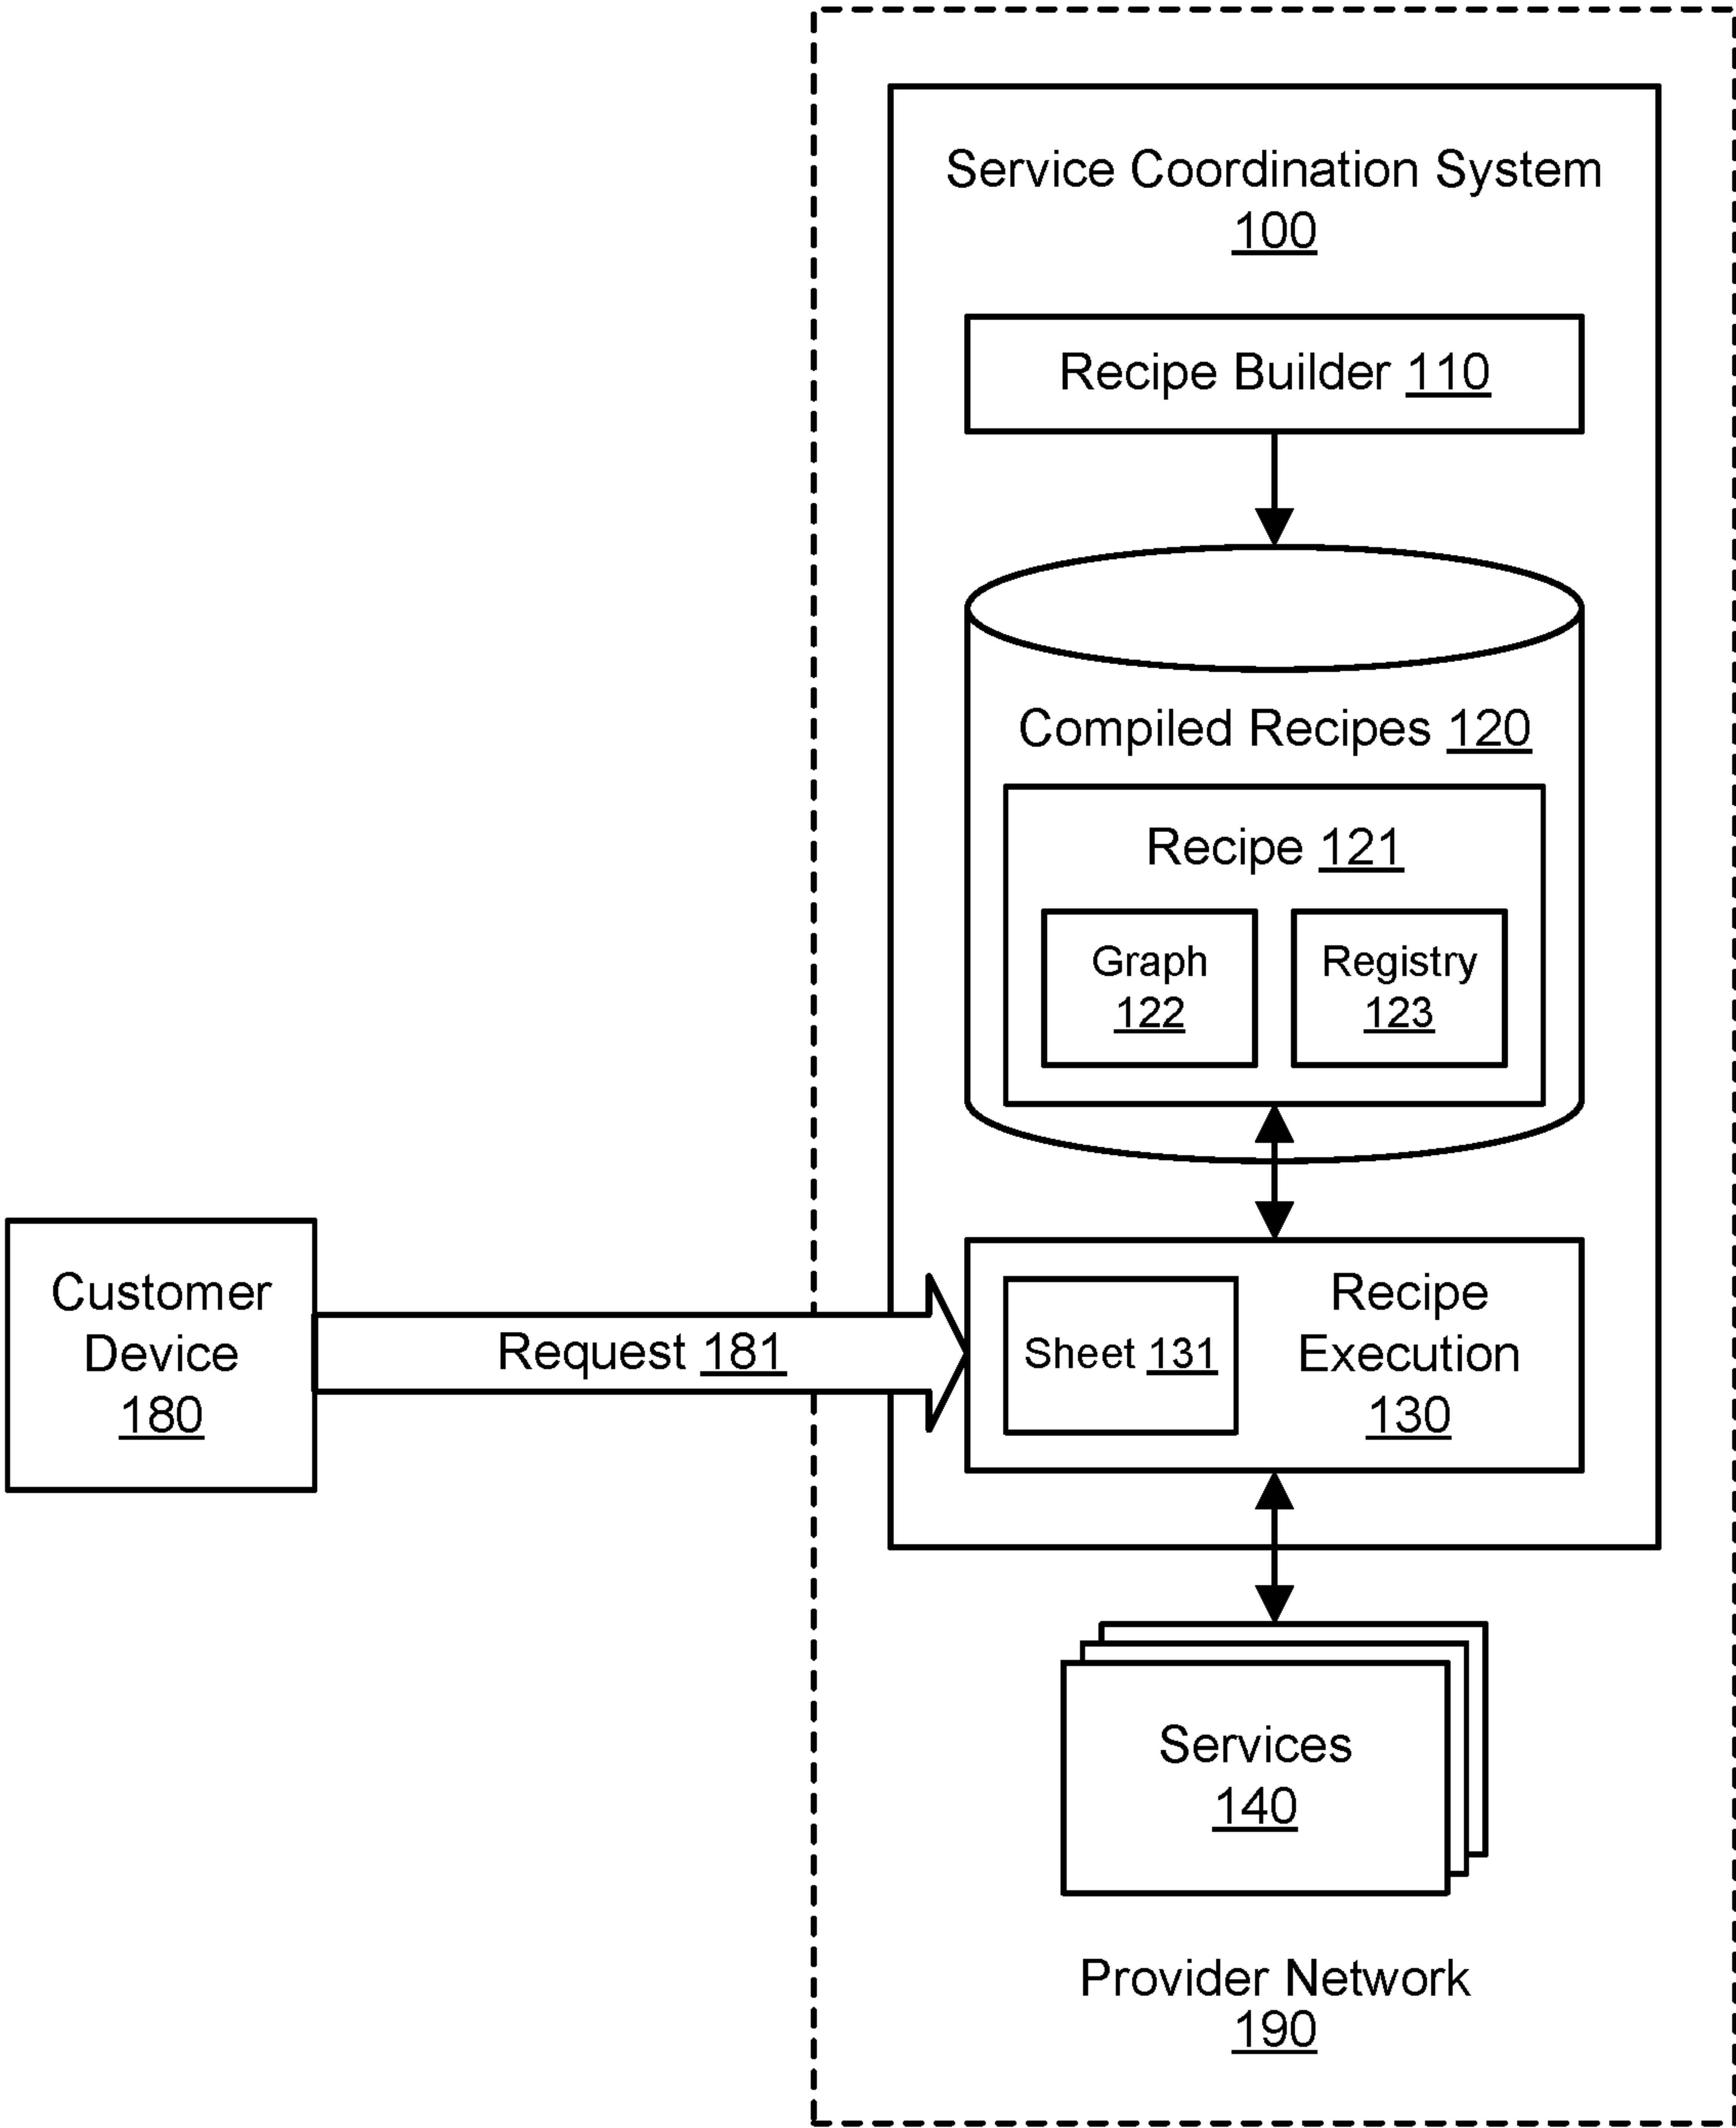 Service Coordination System
100
Recipe Builder 110
Compiled Recipes 120
Recipe 121
Graph
122
Registry
123
Customer
Device
180
Request 181
Sheet 131
Recipe
Execution
130
Services
140
Provider Network
190